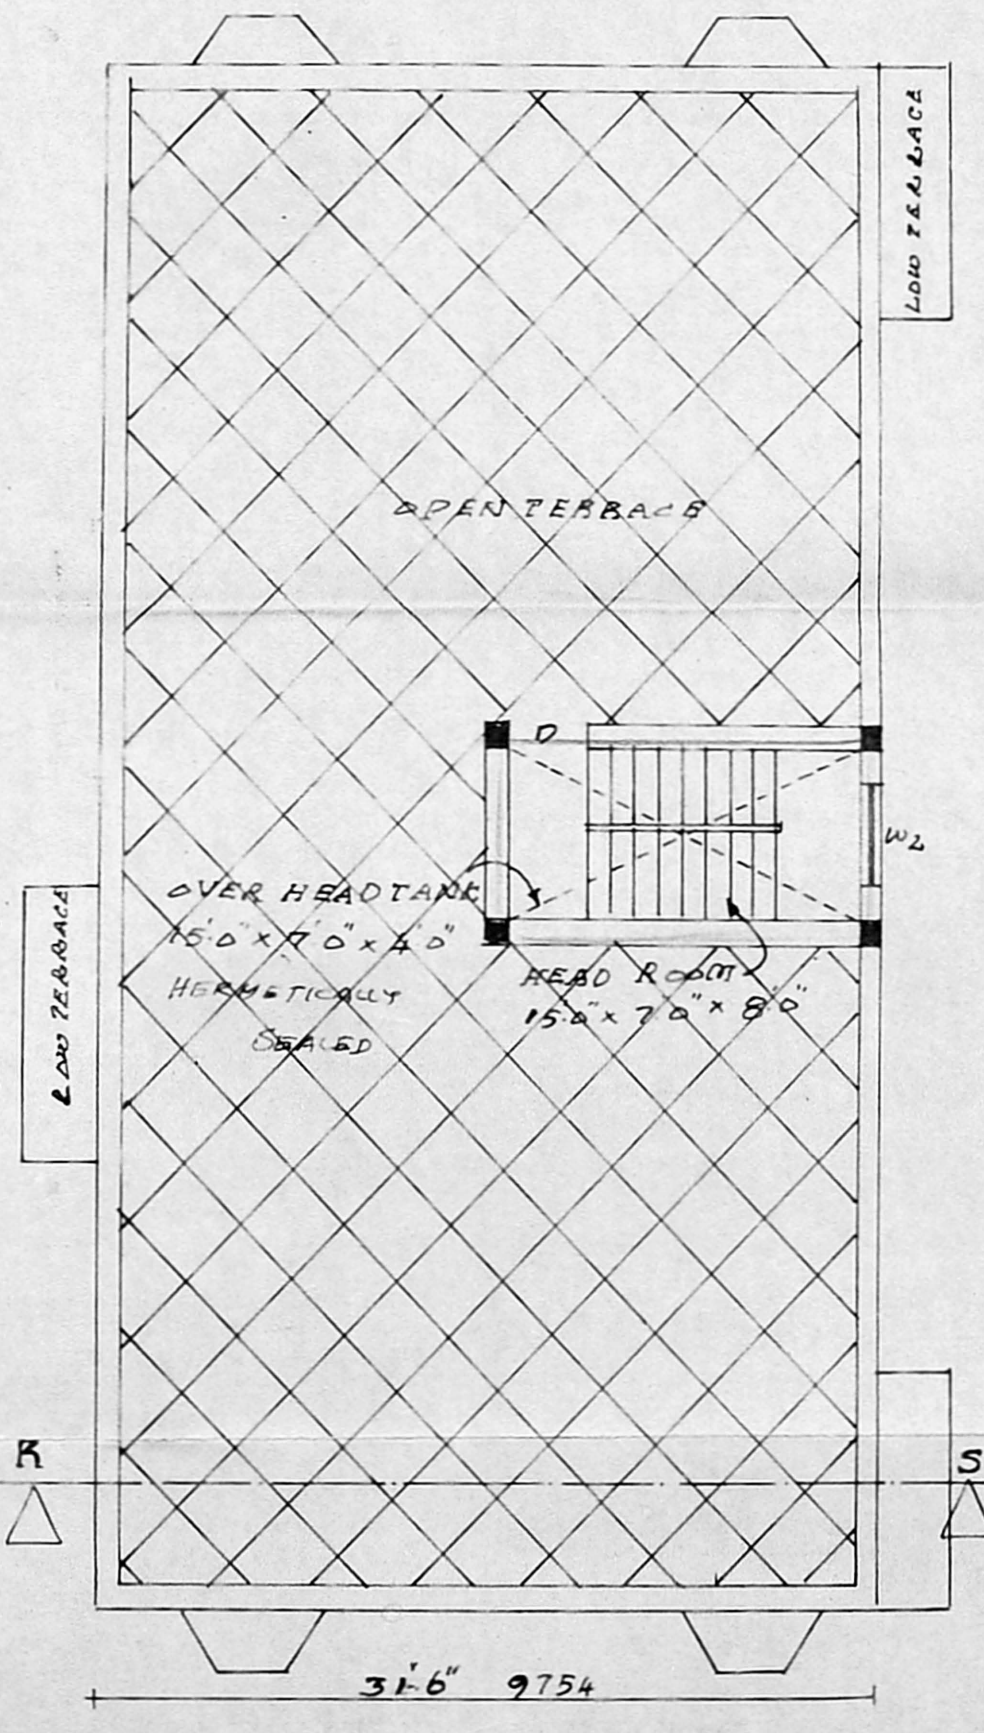 LOW TERRACE
OPEN TERRACE
D
W2
OVER HEAD TANK
15'0" x 7'0" x 4'0"
HERMETICALLY
SEALED
HEAD ROOM
15'0" x 7'0" x 8'0"
LOW TERRACE
R
S
31'-6" 9754